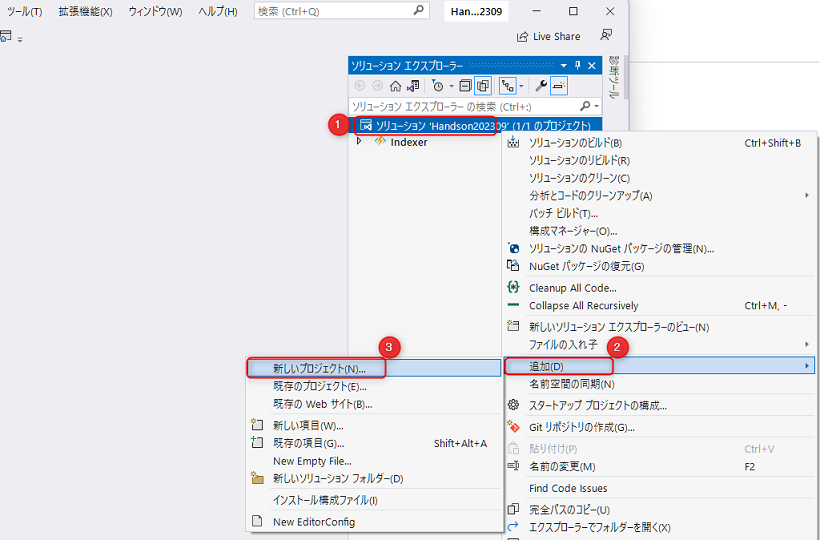 ツール(T) 拡張機能(X) ウィンドウ(W) ヘルプ(H) 検索 (Ctrl+Q) Han...2309
Live Share
ソリューション エクスプローラー
診断ツール
ソリューション エクスプローラー の検索 (Ctrl+:)
1 ソリューション 'Handson202309' (1/1 のプロジェクト)
Indexer
ソリューションのビルド(B) Ctrl+Shift+B
ソリューションのリビルド(R)
ソリューションのクリーン(C)
分析とコードのクリーンアップ(A)
バッチ ビルド(T)...
構成マネージャー(O)...
ソリューションの NuGet パッケージの管理(N)...
NuGet パッケージの復元(G)
Cleanup All Code...
Collapse All Recursively Ctrl+M, -
新しいソリューション エクスプローラーのビュー(N)
ファイルの入れ子
2
追加(D)
名前空間の同期(N)
スタートアップ プロジェクトの構成...
Git リポジトリの作成(G)...
貼り付け(P) Ctrl+V
名前の変更(M) F2
Find Code Issues
完全パスのコピー(U)
エクスプローラーでフォルダーを開く(X)
3
新しいプロジェクト(N)...
既存のプロジェクト(E)...
既存の Web サイト(B)...
新しい項目(W)...
既存の項目(G)... Shift+Alt+A
New Empty File...
新しいソリューション フォルダー(D)
インストール構成ファイル(I)
New EditorConfig